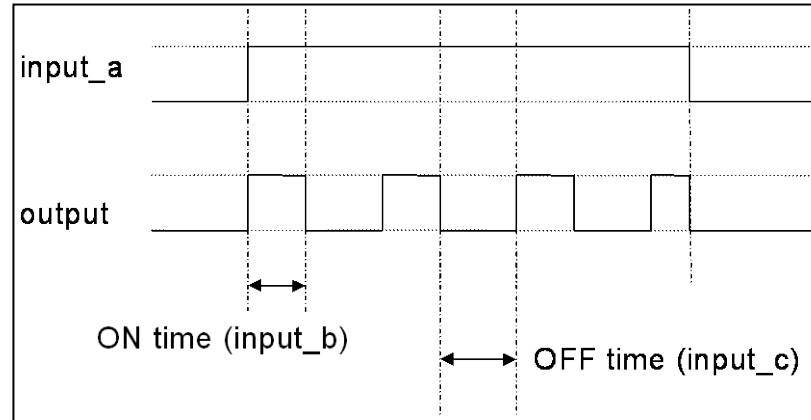 input_a
output
ON time (input_b)
OFF time (input_c)